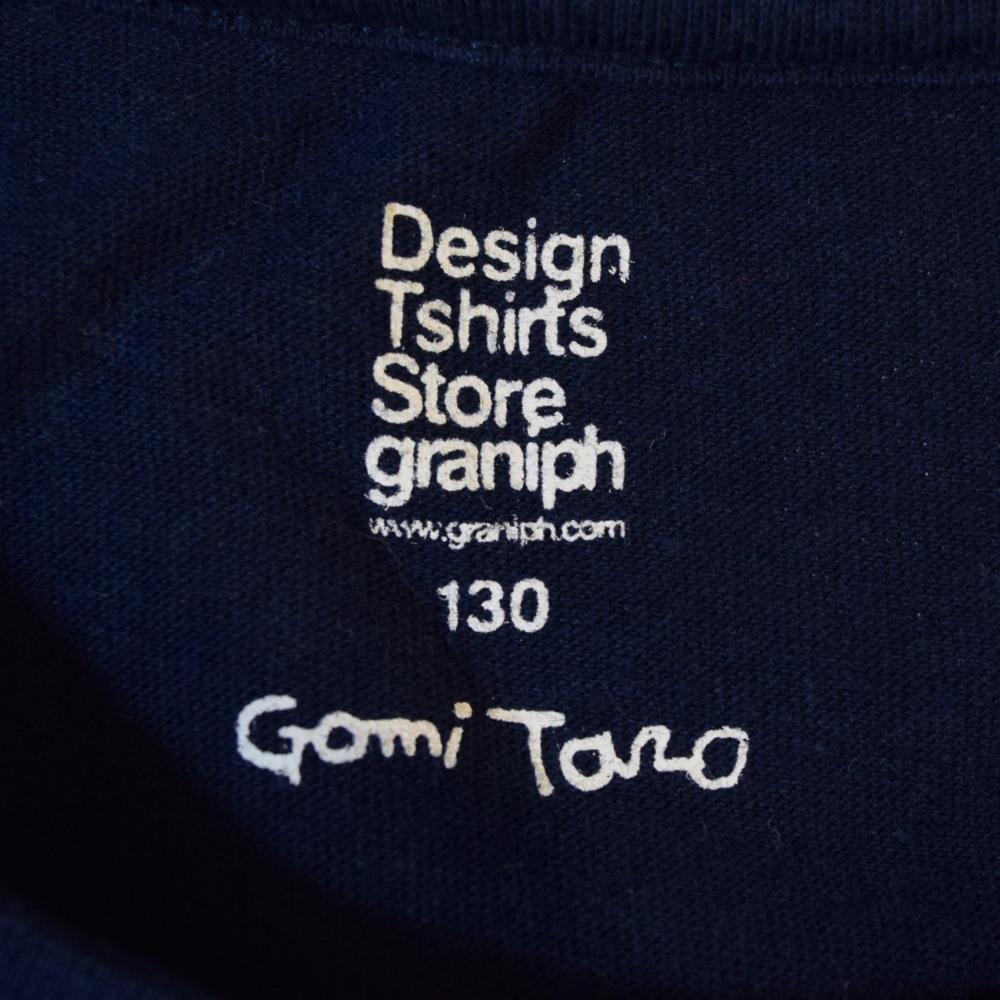 Design
Tshirts
Store
graniph
www.graniph.com
130
Gomi Taro